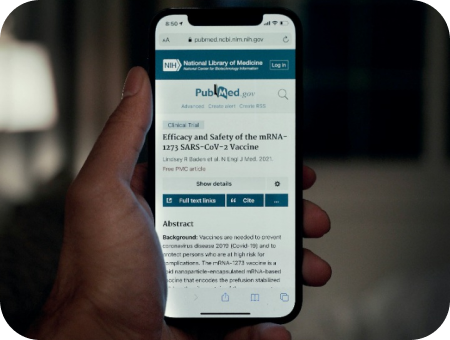 8:50
AA pubmed.ncbi.nlm.nih.gov
NIH National Library of Medicine Log in
National Center for Biotechnology Information
PubMed.gov
Advanced Create alert Create RSS
Clinical Trial
Efficacy and Safety of the mRNA-
1273 SARS-CoV-2 Vaccine
Lindsey R Baden et al. N Engl J Med. 2021.
Free PMC article
Show details
Full text links Cite ...
Abstract
Background: Vaccines are needed to prevent
coronavirus disease 2019 (Covid-19) and to
protect persons who are at high risk for
complications. The mRNA-1273 vaccine is a
nanoparticle-encapsulated mRNA-based
vaccine that encodes the prefusion stabilized